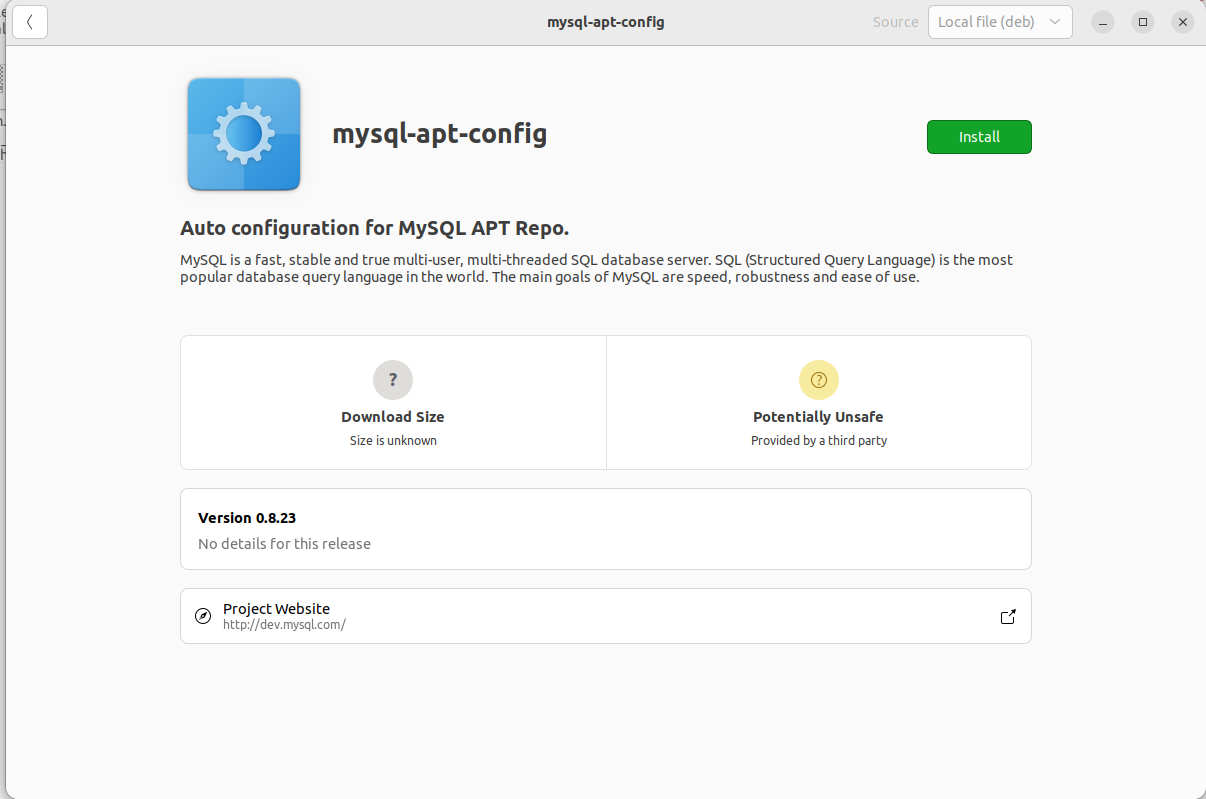 mysql-apt-config
Source
Local file (deb)
mysql-apt-config
Install
Auto configuration for MySQL APT Repo.
MySQL is a fast, stable and true multi-user, multi-threaded SQL database server. SQL (Structured Query Language) is the most
popular database query language in the world. The main goals of MySQL are speed, robustness and ease of use.
?
Download Size
Size is unknown
?
Potentially Unsafe
Provided by a third party
Version 0.8.23
No details for this release
Project Website
http://dev.mysql.com/